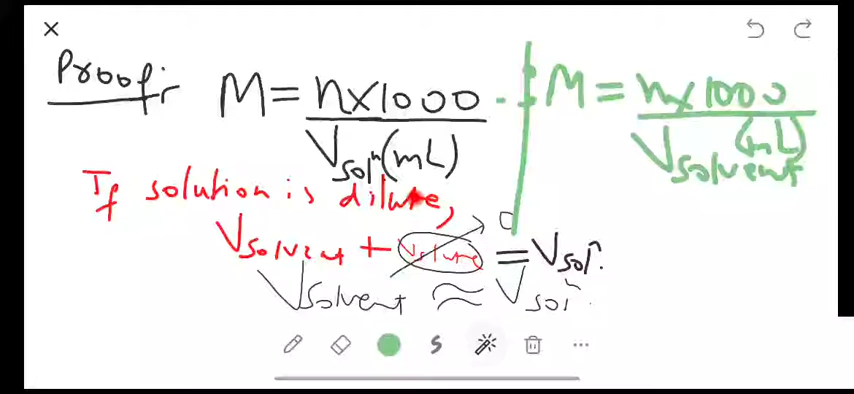 Proof:
M = n×1000 / Vsolⁿ(mL)
M = n×1000 / Vsolvent (mL)
If solution is dilute,
Vsolvent + Vsolute = Vsolⁿ.
0
Vsolvent ≈ Vsolⁿ.